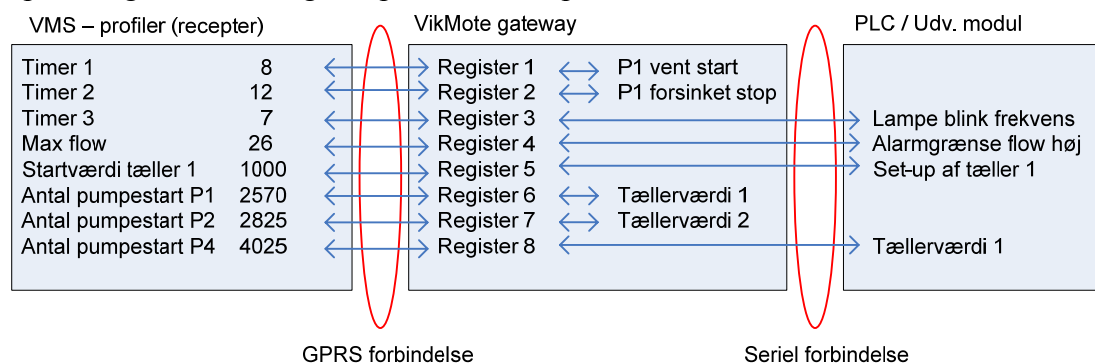 VMS – profiler (recepter)
VikMote gateway
PLC / Udv. modul
Timer 1 8
Register 1
P1 vent start
Timer 2 12
Register 2
P1 forsinket stop
Timer 3 7
Register 3
Lampe blink frekvens
Max flow 26
Register 4
Alarmgrænse flow høj
Startværdi tæller 1 1000
Register 5
Set-up af tæller 1
Antal pumpestart P1 2570
Register 6
Tællerværdi 1
Antal pumpestart P2 2825
Register 7
Tællerværdi 2
Antal pumpestart P4 4025
Register 8
Tællerværdi 1
GPRS forbindelse
Seriel forbindelse